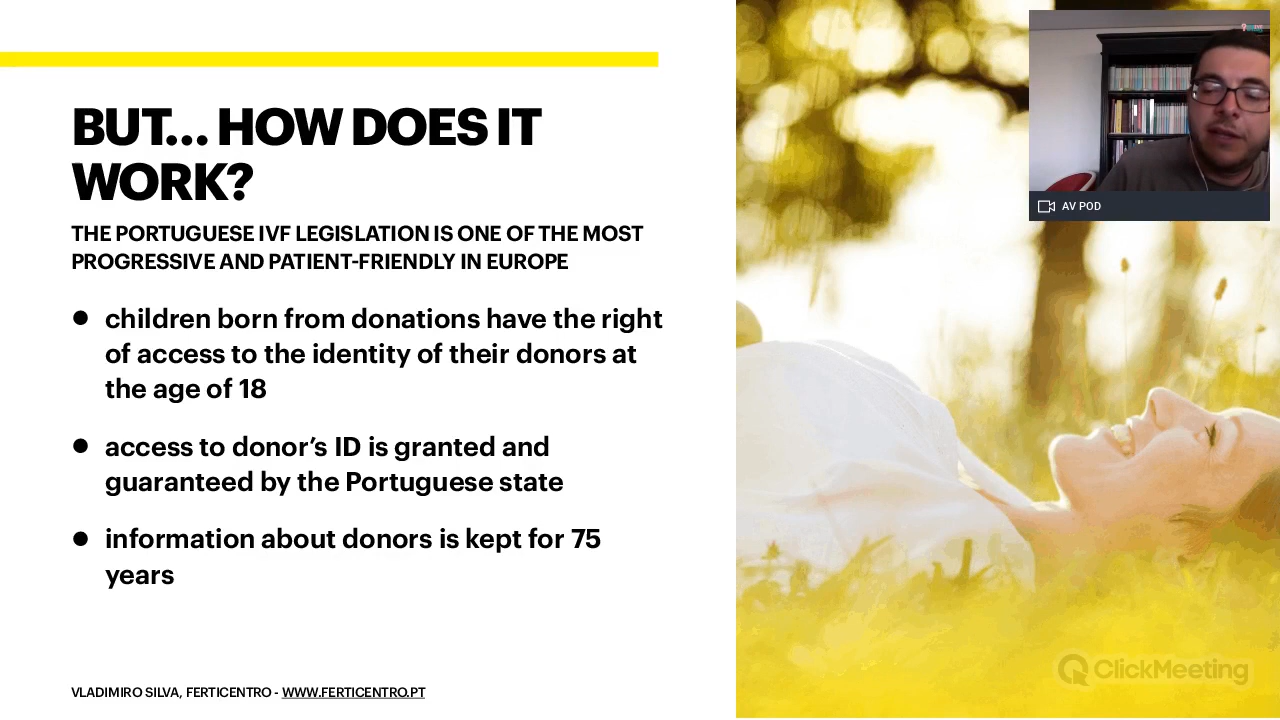 BUT... HOW DOES IT
WORK?
THE PORTUGUESE IVF LEGISLATION IS ONE OF THE MOST
PROGRESSIVE AND PATIENT-FRIENDLY IN EUROPE
● children born from donations have the right
of access to the identity of their donors at
the age of 18
● access to donor’s ID is granted and
guaranteed by the Portuguese state
● information about donors is kept for 75
years
VLADIMIRO SILVA, FERTICENTRO - WWW.FERTICENTRO.PT
AV POD
ClickMeeting